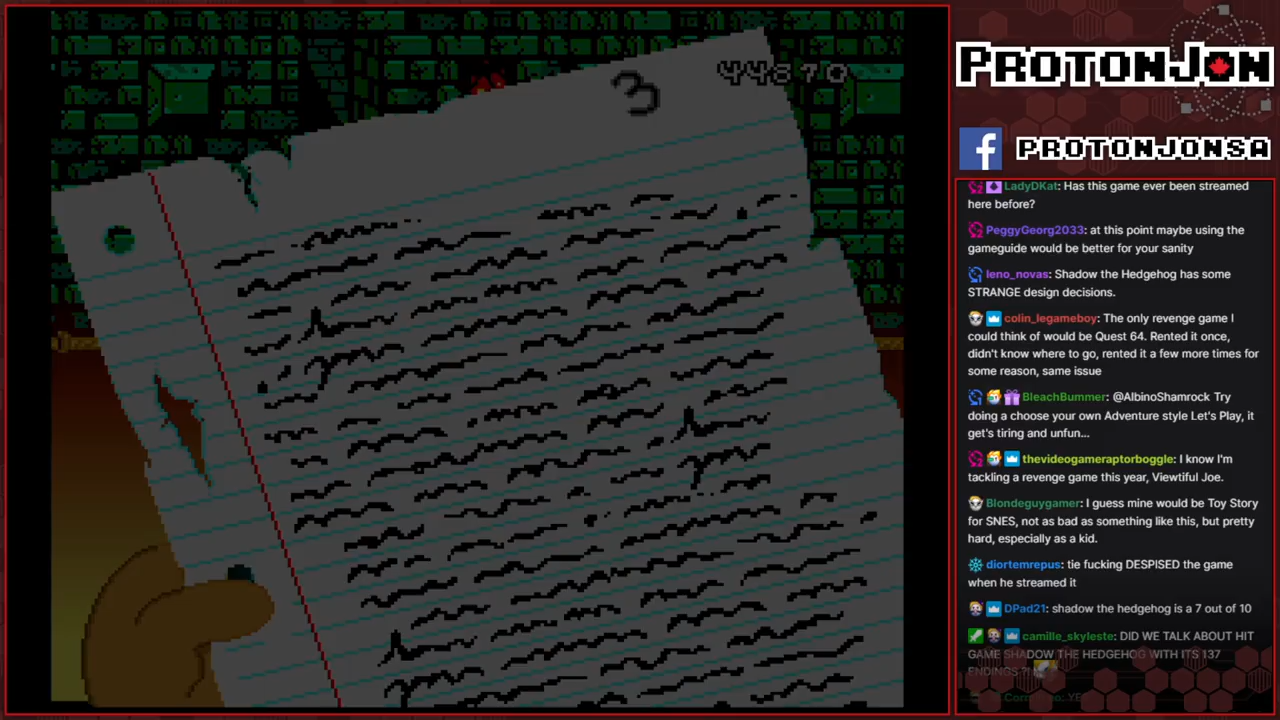 3
44870
PROTONJON
PROTONJONSA
LadyDKat: Has this game ever been streamed
here before?
PeggyGeorg2033: at this point maybe using the
gameguide would be better for your sanity
leno_novas: Shadow the Hedgehog has some
STRANGE design decisions.
colin_legameboy: The only revenge game I
could think of would be Quest 64. Rented it once,
didn't know where to go, rented it a few more times for
some reason, same issue
BleachBummer: @AlbinoShamrock Try
doing a choose your own Adventure style Let's Play, it
get's tiring and unfun...
thevideogameraptorboggle: I know I'm
tackling a revenge game this year, Viewtiful Joe.
Blondeguygamer: I guess mine would be Toy Story
for SNES, not as bad as something like this, but pretty
hard, especially as a kid.
diortemrepus: tie fucking DESPISED the game
when he streamed it
DPad21: shadow the hedgehog is a 7 out of 10
camille_skyleste: DID WE TALK ABOUT HIT
GAME SHADOW THE HEDGEHOG WITH ITS 137
ENDINGS ?!